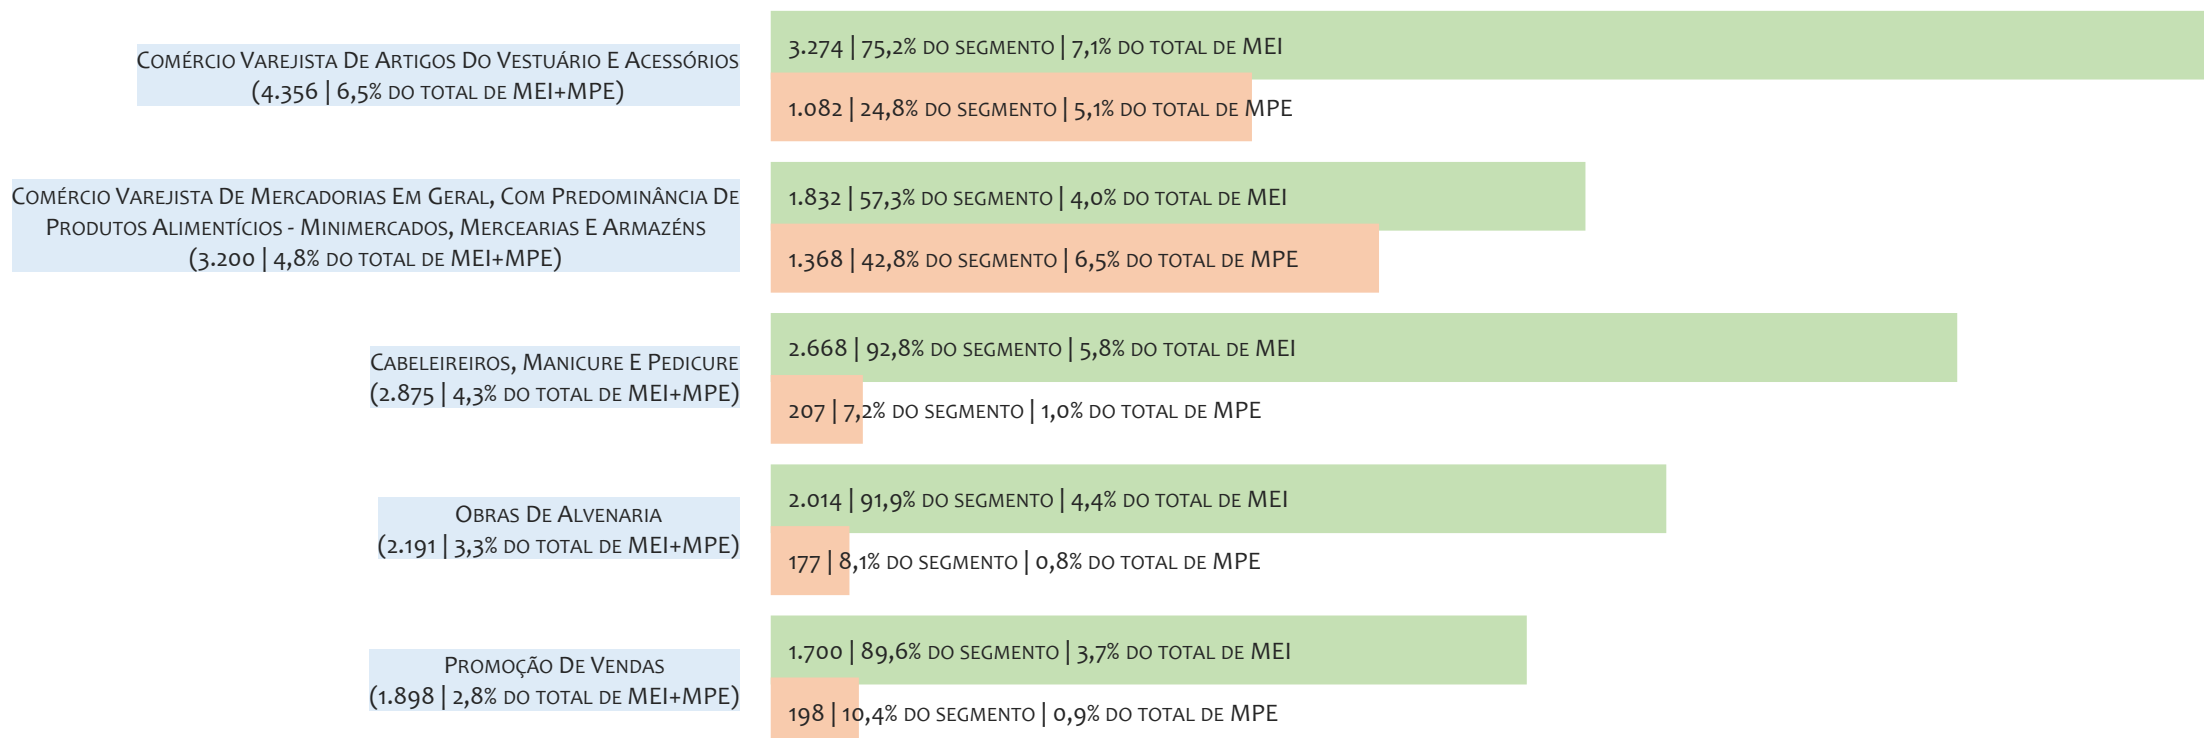 Comércio Varejista De Artigos Do Vestuário E Acessórios
(4.356 | 6,5% do total de MEI+MPE)
3.274 | 75,2% do segmento | 7,1% do total de MEI
1.082 | 24,8% do segmento | 5,1% do total de MPE
Comércio Varejista De Mercadorias Em Geral, Com Predominância De
Produtos Alimentícios - Minimercados, Mercearias E Armazéns
(3.200 | 4,8% do total de MEI+MPE)
1.832 | 57,3% do segmento | 4,0% do total de MEI
1.368 | 42,8% do segmento | 6,5% do total de MPE
Cabeleireiros, Manicure E Pedicure
(2.875 | 4,3% do total de MEI+MPE)
2.668 | 92,8% do segmento | 5,8% do total de MEI
207 | 7,2% do segmento | 1,0% do total de MPE
Obras De Alvenaria
(2.191 | 3,3% do total de MEI+MPE)
2.014 | 91,9% do segmento | 4,4% do total de MEI
177 | 8,1% do segmento | 0,8% do total de MPE
Promoção De Vendas
(1.898 | 2,8% do total de MEI+MPE)
1.700 | 89,6% do segmento | 3,7% do total de MEI
198 | 10,4% do segmento | 0,9% do total de MPE